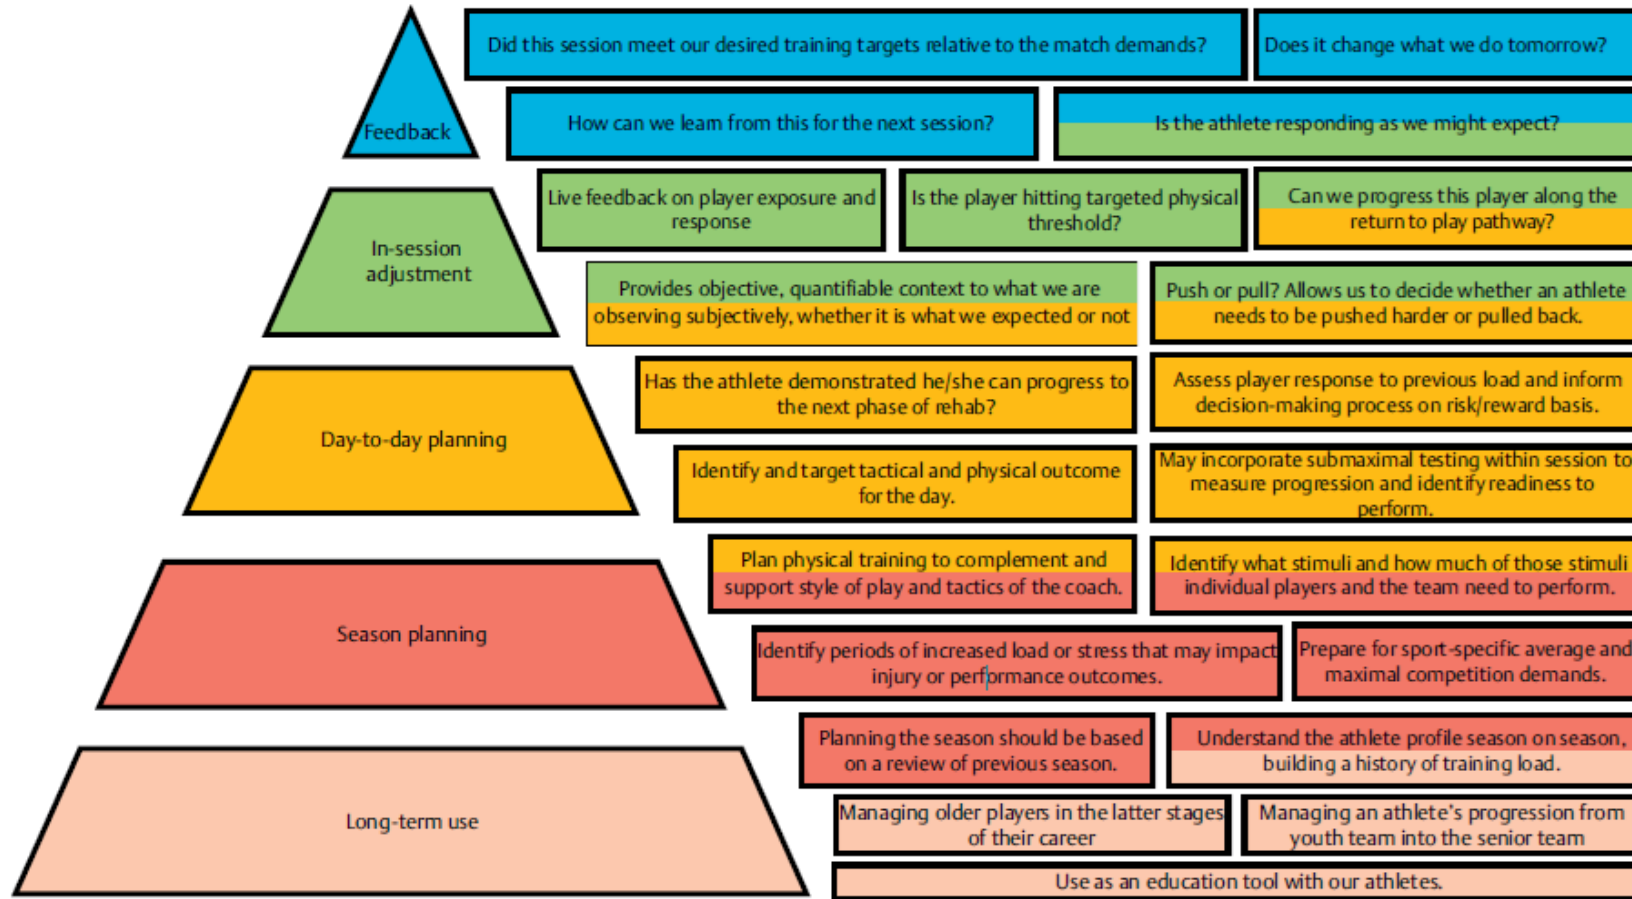 Did this session meet our desired training targets relative to the match demands?
Does it change what we do tomorrow?
Feedback
How can we learn from this for the next session?
Is the athlete responding as we might expect?
In-session
adjustment
Live feedback on player exposure and
response
Is the player hitting targeted physical
threshold?
Can we progress this player along the
return to play pathway?
Provides objective, quantifiable context to what we are
observing subjectively, whether it is what we expected or not
Push or pull? Allows us to decide whether an athlete
needs to be pushed harder or pulled back.
Day-to-day planning
Has the athlete demonstrated he/she can progress to
the next phase of rehab?
Assess player response to previous load and inform
decision-making process on risk/reward basis.
Identify and target tactical and physical outcome
for the day.
May incorporate submaximal testing within session to
measure progression and identify readiness to
perform.
Season planning
Plan physical training to complement and
support style of play and tactics of the coach.
Identify what stimuli and how much of those stimuli
individual players and the team need to perform.
Identify periods of increased load or stress that may impact
injury or performance outcomes.
Prepare for sport-specific average and
maximal competition demands.
Planning the season should be based
on a review of previous season.
Understand the athlete profile season on season,
building a history of training load.
Long-term use
Managing older players in the latter stages
of their career
Managing an athlete's progression from
youth team into the senior team
Use as an education tool with our athletes.